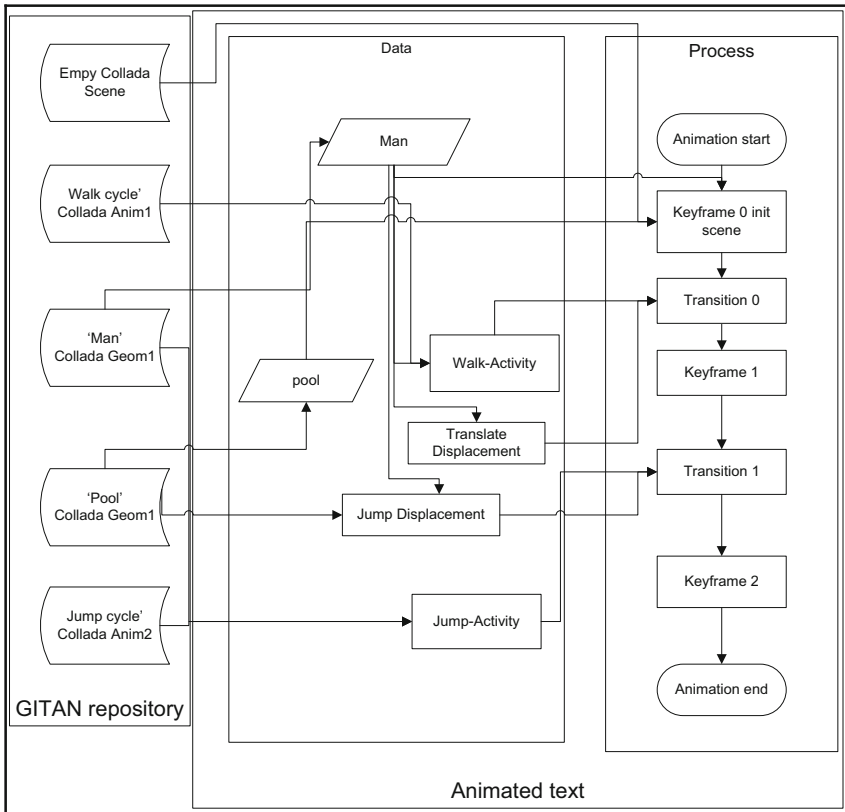 Empy Collada
Scene
Walk cycle’
Collada Anim1
‘Man’
Collada Geom1
‘Pool’
Collada Geom1
Jump cycle’
Collada Anim2
GITAN repository
Data
Man
pool
Walk-Activity
Translate
Displacement
Jump Displacement
Jump-Activity
Process
Animation start
Keyframe 0 init
scene
Transition 0
Keyframe 1
Transition 1
Keyframe 2
Animation end
Animated text